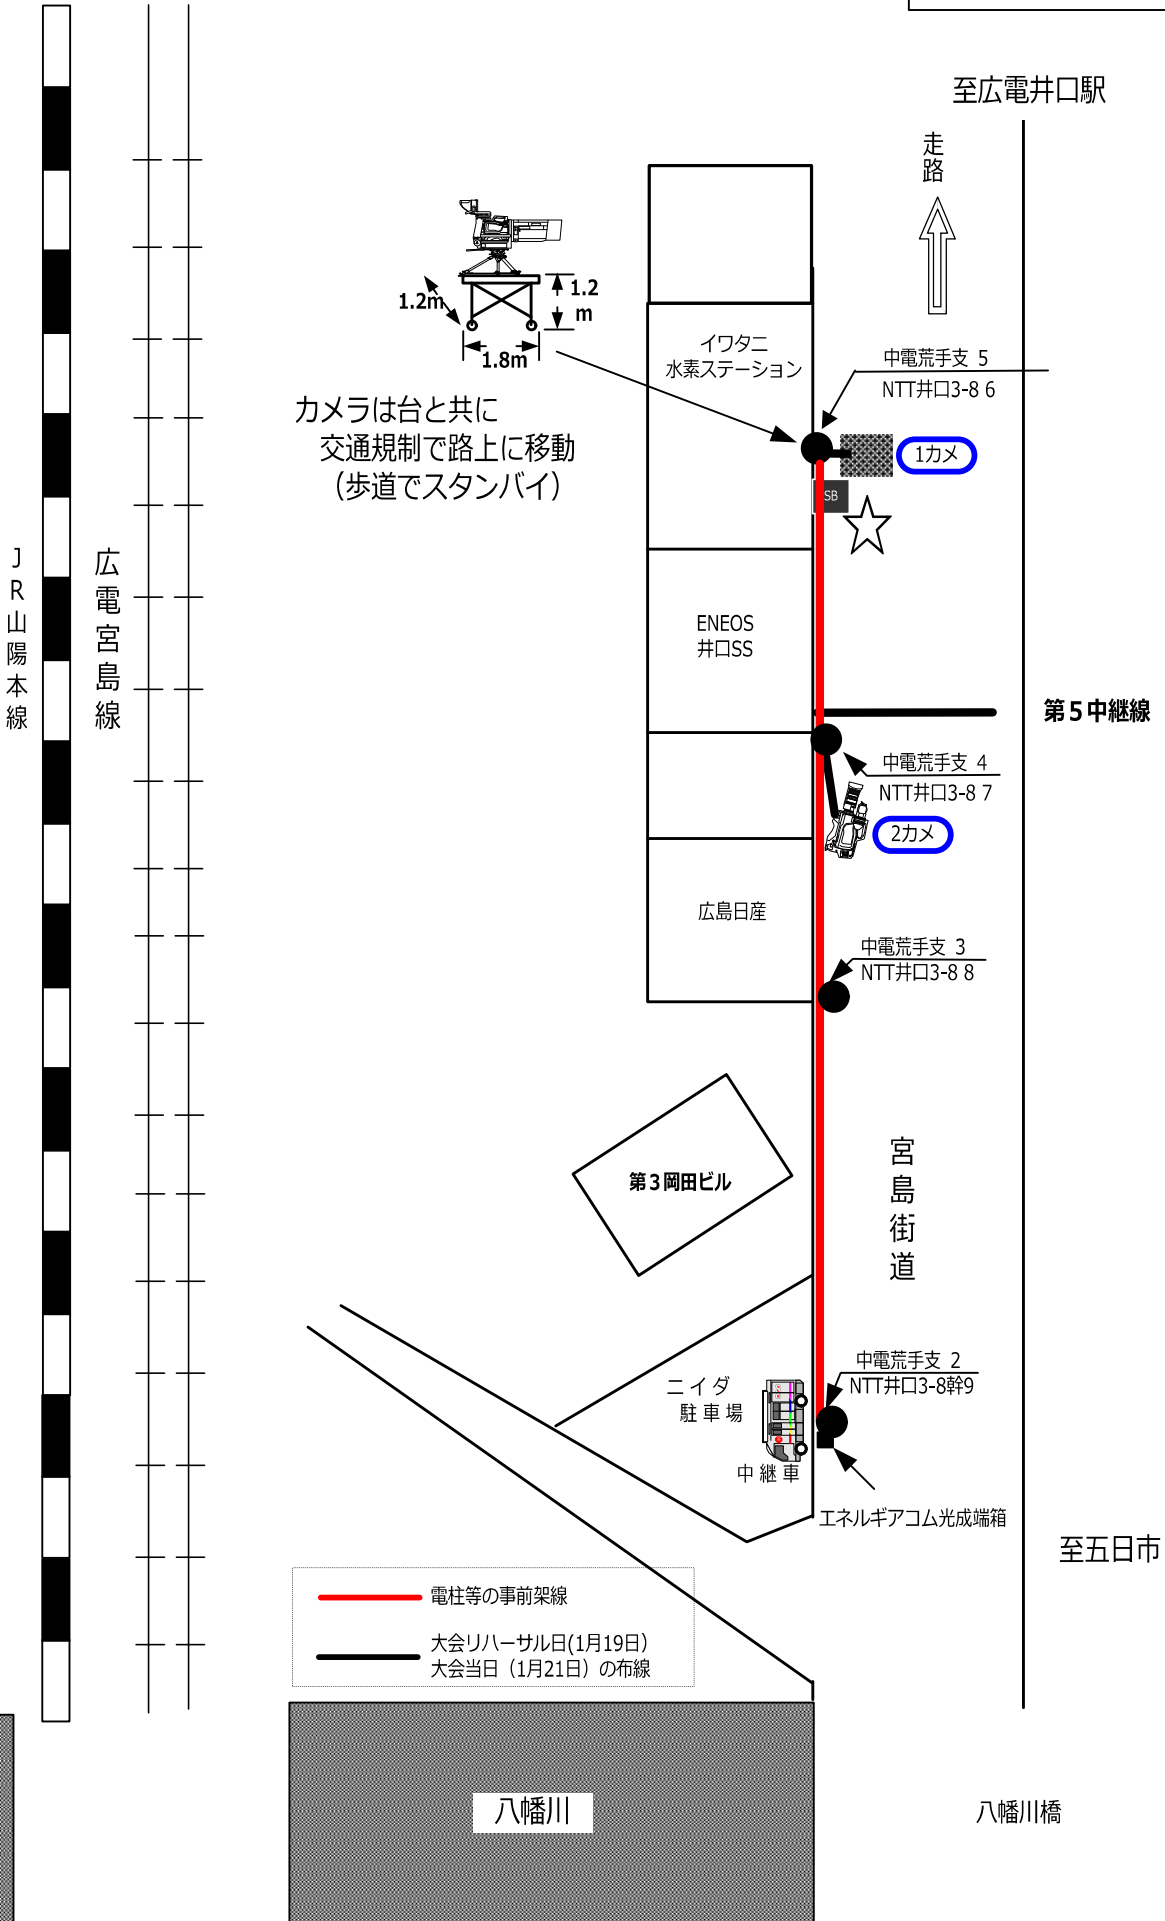 至広電井口駅
走路
1.2m
1.2
m
1.8m
イワタニ
水素ステーション
中電荒手支 5
NTT井口3-8 6
カメラは台と共に
交通規制で路上に移動
（歩道でスタンバイ）
1カメ
SB
JR山陽本線
広電宮島線
ENEOS
井口SS
第５中継線
中電荒手支 4
NTT井口3-8 7
2カメ
広島日産
中電荒手支 3
NTT井口3-8 8
第３岡田ビル
宮島街道
中電荒手支 2
NTT井口3-8幹9
ニイダ
駐車場
中継車
エネルギアコム光成端箱
至五日市
電柱等の事前架線
大会リハーサル日(1月19日）
大会当日（1月21日）の布線
八幡川
八幡川橋